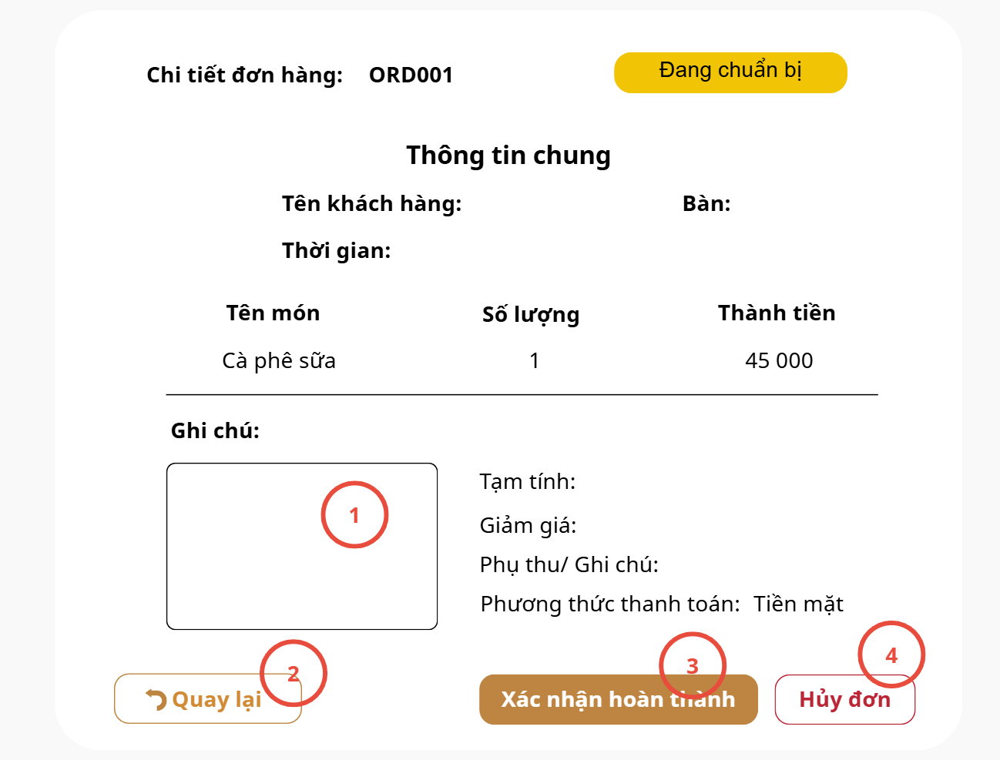 Chi tiết đơn hàng: ORD001 Đang chuẩn bị
Thông tin chung
Tên khách hàng: Bàn:
Thời gian:
Tên món Số lượng Thành tiền
Cà phê sữa 1 45 000
Ghi chú:
Tạm tính:
1
Giảm giá:
Phụ thu/ Ghi chú:
Phương thức thanh toán: Tiền mặt
2 3 4
Quay lại Xác nhận hoàn thành Hủy đơn